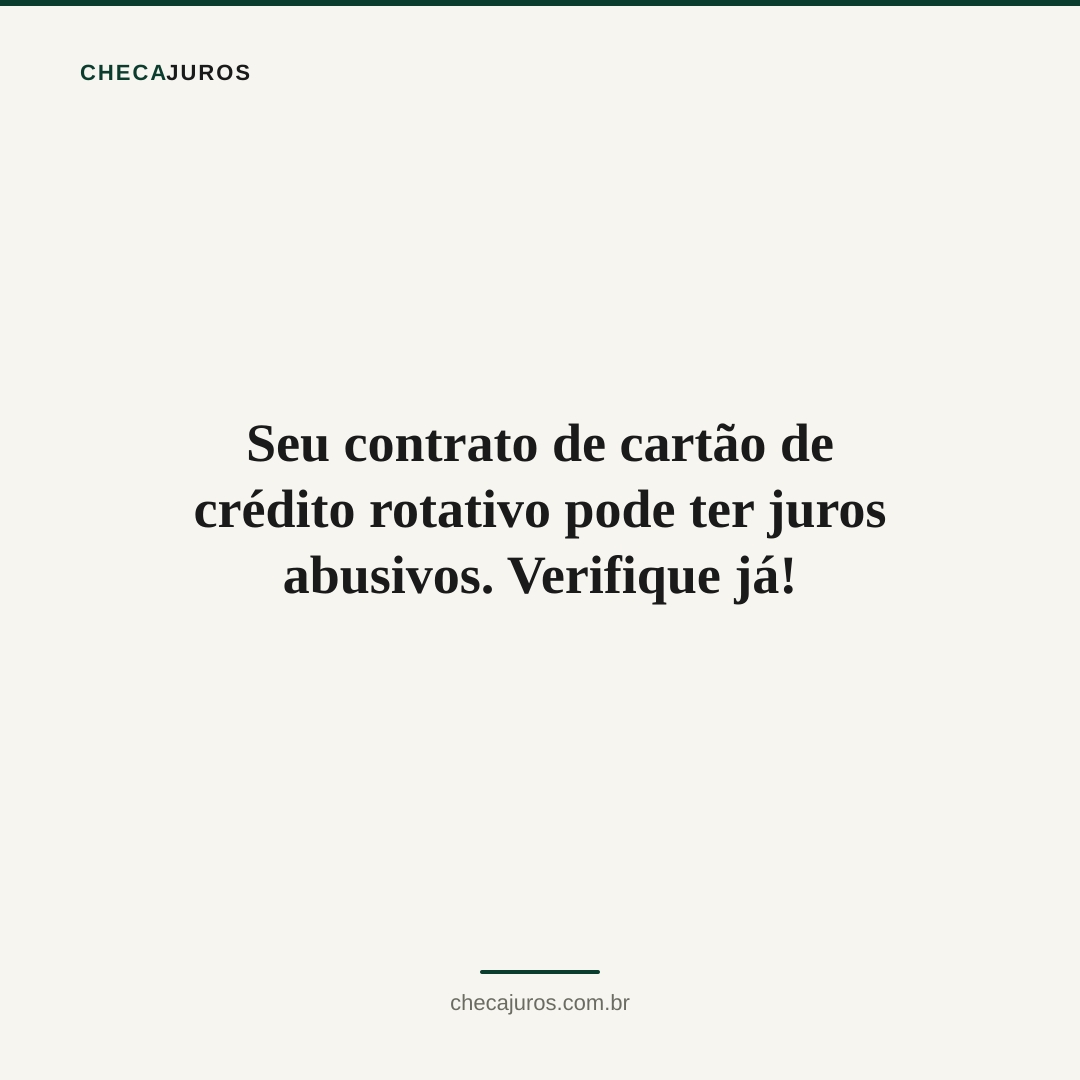 CHECAJUROS
Seu contrato de cartão de
crédito rotativo pode ter juros
abusivos. Verifique já!
checajuros.com.br